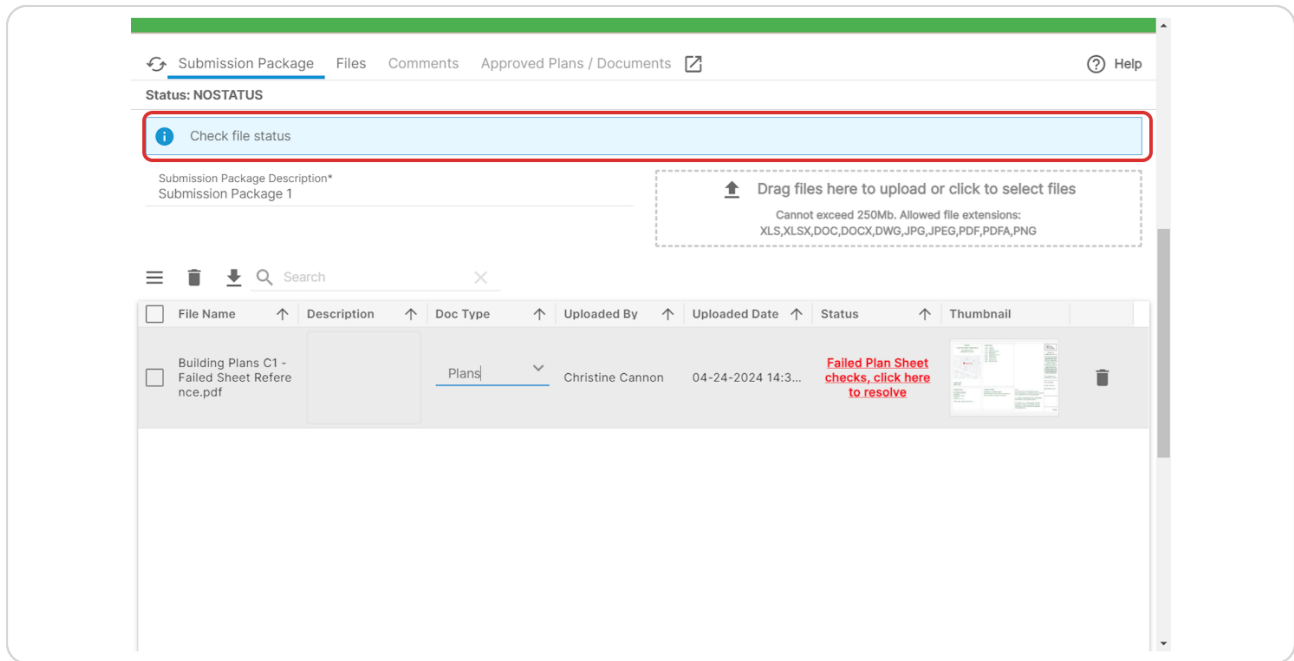 Submission Package Files Comments Approved Plans / Documents Help
Status: NOSTATUS
Check file status
Submission Package Description*
Submission Package 1
Drag files here to upload or click to select files
Cannot exceed 250Mb. Allowed file extensions:
XLS,XLSX,DOC,DOCX,DWG,JPG,JPEG,PDF,PDFA,PNG
Search
File Name Description Doc Type Uploaded By Uploaded Date Status Thumbnail
Building Plans C1 -
Failed Sheet Refere
nce.pdf
Plans
Christine Cannon
04-24-2024 14:3...
Failed Plan Sheet
checks, click here
to resolve